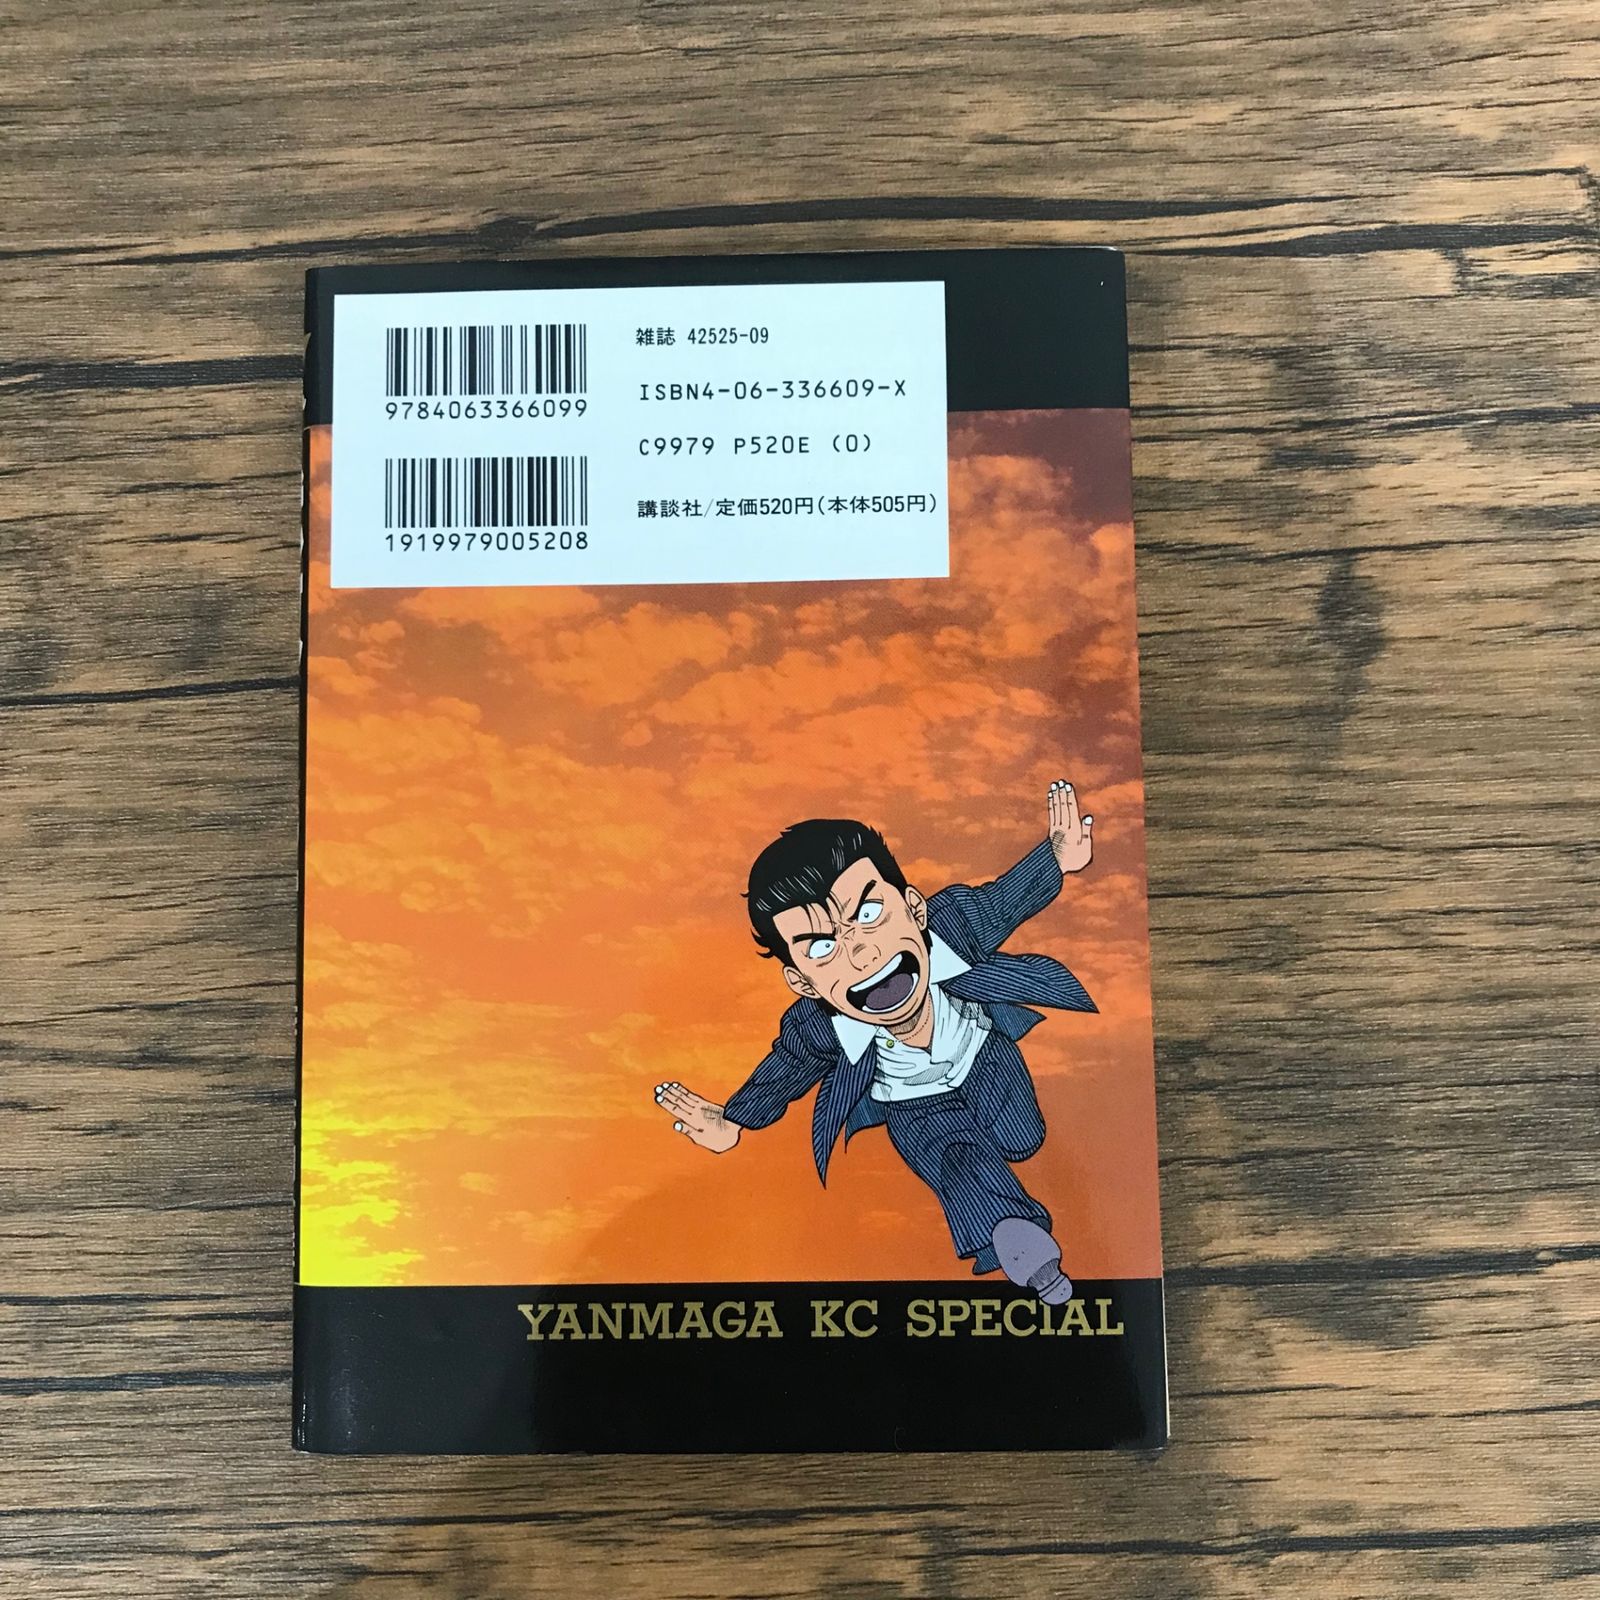 雑誌 42525-09
9784063366099
ISBN4-06-336609-X
C9979 P520E (0)
1919979005208
講談社/定価520円(本体505円)
YANMAGA KC SPECIAL